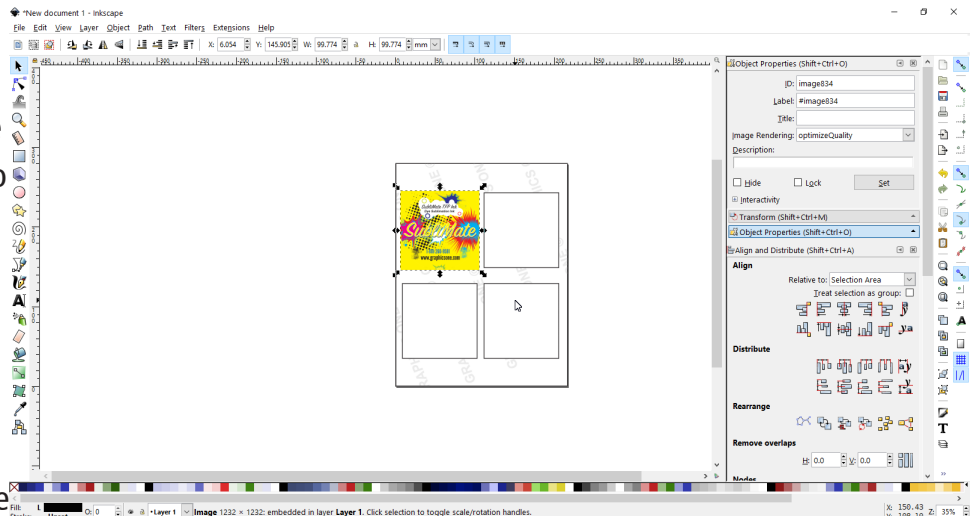 *New document 1 - Inkscape
File Edit View Layer Object Path Text Filters Extensions Help
X: 6.054 Y: 145.905 W: 99.774 H: 99.774 mm
Object Properties (Shift+Ctrl+O)
ID: image834
Label: #image834
Title:
Image Rendering: optimizeQuality
Description:
Hide Lock Set
Interactivity
Transform (Shift+Ctrl+M)
Object Properties (Shift+Ctrl+O)
Align and Distribute (Shift+Ctrl+A)
Align
Relative to: Selection Area
Treat selection as group:
Distribute
Rearrange
Remove overlaps
H: 0.0 V: 0.0
Nodes
SubliMate
www.graphicsone.com
Fill: L
O: 0 Layer 1 Image 1232 × 1232: embedded in layer Layer 1. Click selection to toggle scale/rotation handles.
X: 150.43
Z: 35%